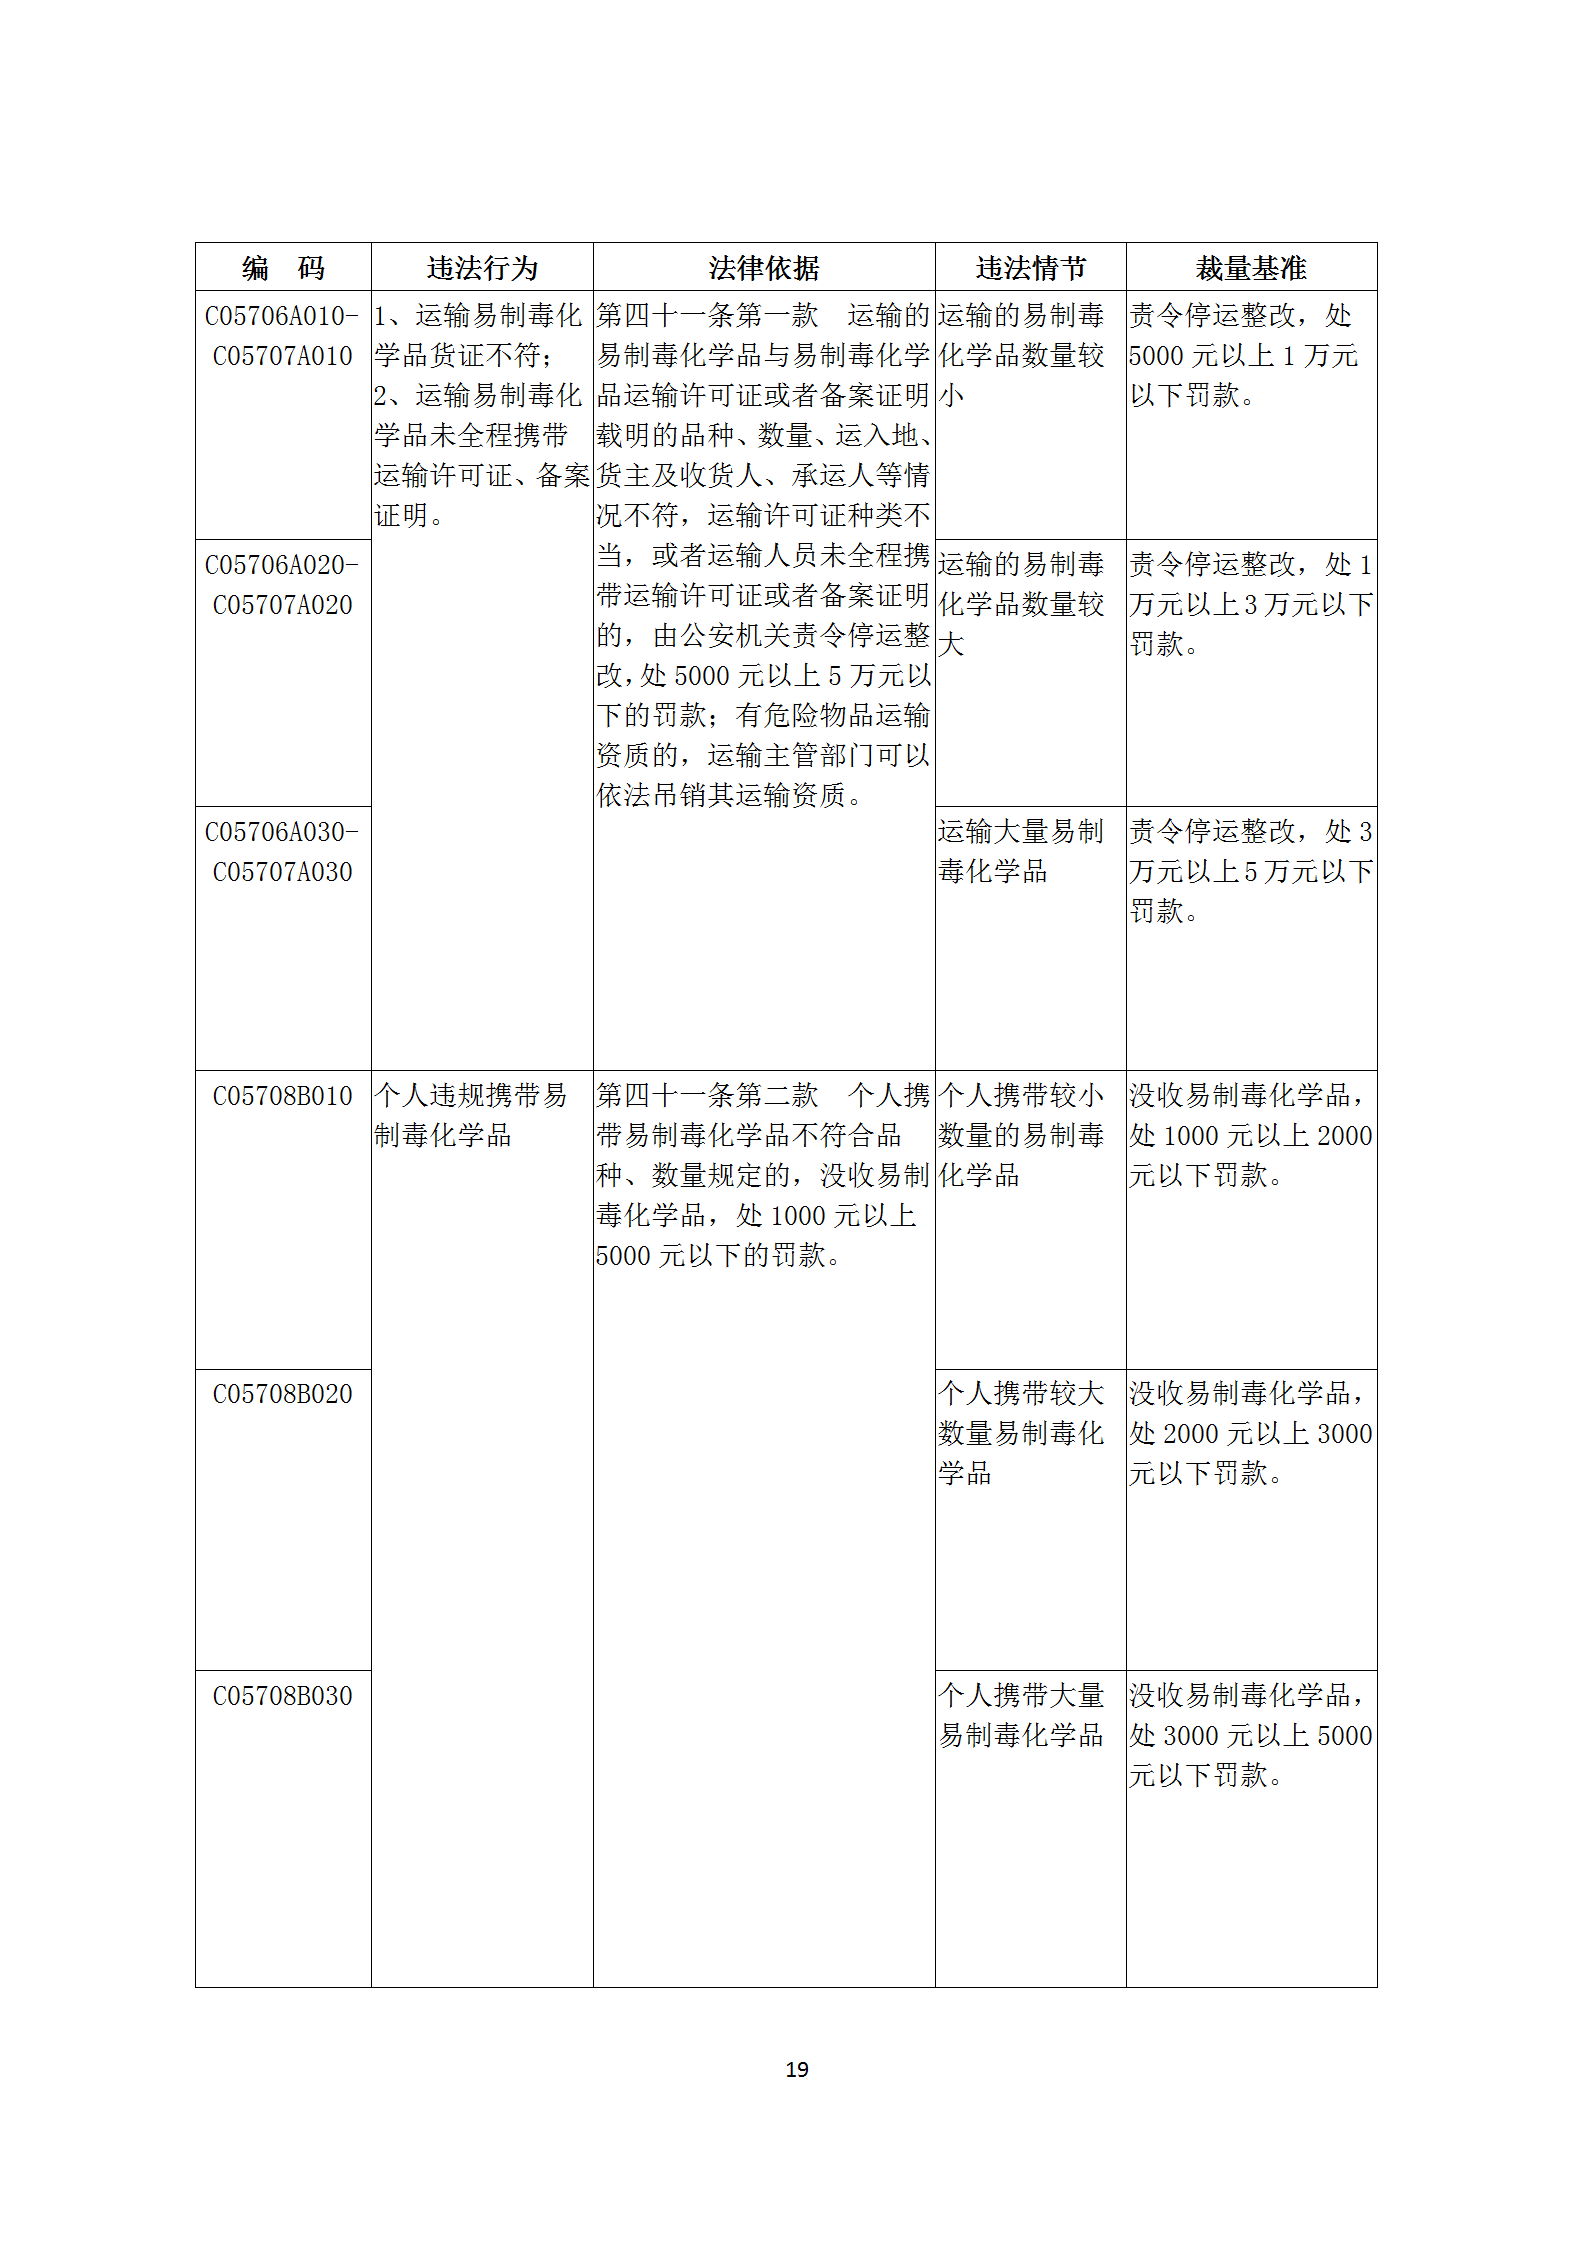 编　码
违法行为
法律依据
违法情节
裁量基准
C05706A010-
C05707A010
1、运输易制毒化
学品货证不符；
2、运输易制毒化
学品未全程携带
运输许可证、备案
证明。
第四十一条第一款　运输的
易制毒化学品与易制毒化学
品运输许可证或者备案证明
载明的品种、数量、运入地、
货主及收货人、承运人等情
况不符，运输许可证种类不
当，或者运输人员未全程携
带运输许可证或者备案证明
的，由公安机关责令停运整
改，处 5000 元以上 5 万元以
下的罚款；有危险物品运输
资质的，运输主管部门可以
依法吊销其运输资质。
运输的易制毒
化学品数量较
小
责令停运整改，处
5000 元以上 1 万元
以下罚款。
C05706A020-
C05707A020
运输的易制毒
化学品数量较
大
责令停运整改，处 1
万元以上 3 万元以下
罚款。
C05706A030-
C05707A030
运输大量易制
毒化学品
责令停运整改，处 3
万元以上 5 万元以下
罚款。
C05708B010
个人违规携带易
制毒化学品
第四十一条第二款　个人携
带易制毒化学品不符合品
种、数量规定的，没收易制
毒化学品，处 1000 元以上
5000 元以下的罚款。
个人携带较小
数量的易制毒
化学品
没收易制毒化学品，
处 1000 元以上 2000
元以下罚款。
C05708B020
个人携带较大
数量易制毒化
学品
没收易制毒化学品，
处 2000 元以上 3000
元以下罚款。
C05708B030
个人携带大量
易制毒化学品
没收易制毒化学品，
处 3000 元以上 5000
元以下罚款。
19